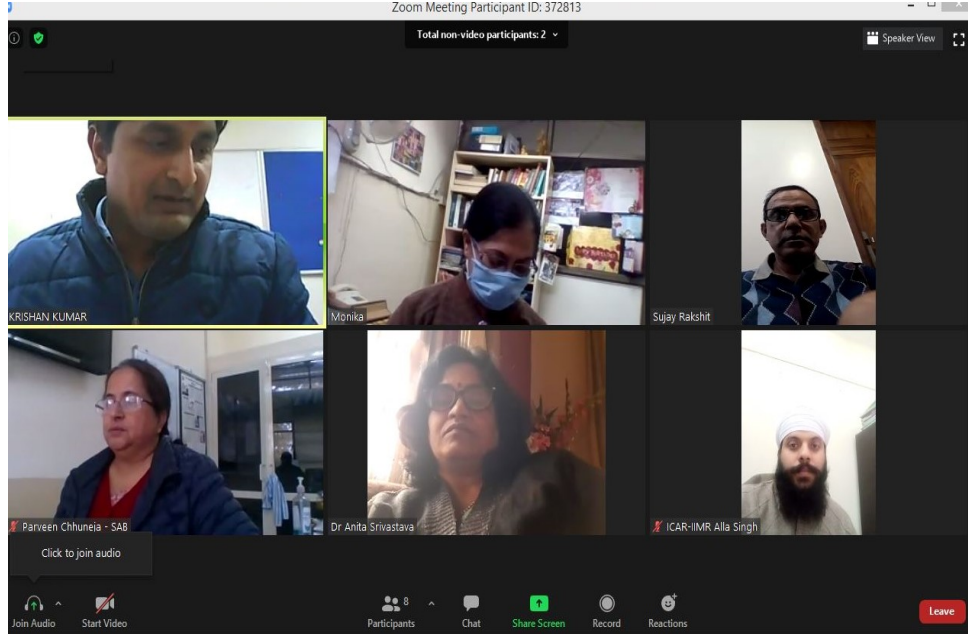 Zoom Meeting Participant ID: 372813
Total non-video participants: 2
Speaker View
KRISHAN KUMAR
Monika
Sujay Rakshit
Parveen Chhuneja - SAB
Dr Anita Srivastava
ICAR-IIMR Alla Singh
Click to join audio
Join Audio
Start Video
8
Participants
Chat
Share Screen
Record
Reactions
Leave